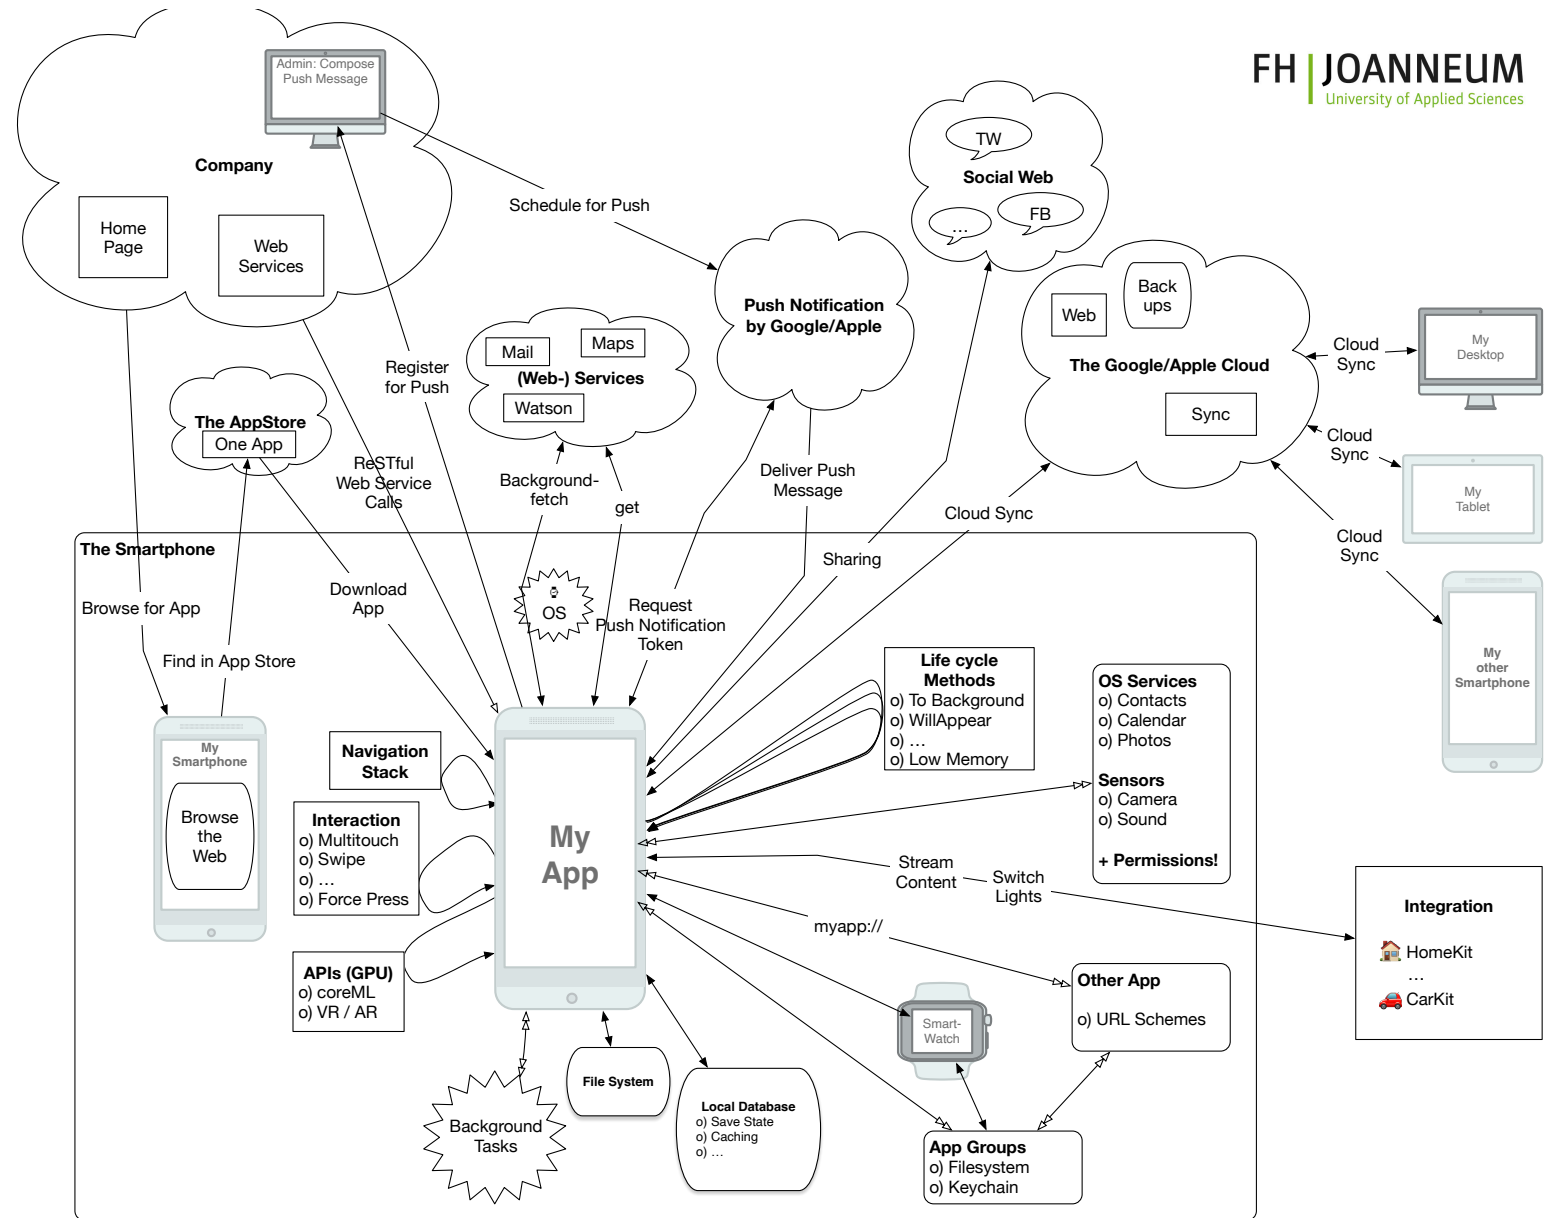 FH JOANNEUM
University of Applied Sciences
Admin: Compose
Push Message
Company
Home
Page
Web
Services
Schedule for Push
TW
Social Web
FB
...
Push Notification
by Google/Apple
Back
ups
Web
The Google/Apple Cloud
Sync
Cloud
Sync
My
Desktop
Cloud
Sync
My
Tablet
Cloud
Sync
My
other
Smartphone
Mail
Maps
(Web-) Services
Watson
Register
for Push
The AppStore
One App
ReSTful
Web Service
Calls
Background-
fetch
get
Deliver Push
Message
Cloud Sync
Sharing
The Smartphone
Browse for App
Download
App
Find in App Store
OS
Request
Push Notification
Token
My
Smartphone
Browse
the
Web
Navigation
Stack
Interaction
o) Multitouch
o) Swipe
o) ...
o) Force Press
APIs (GPU)
o) coreML
o) VR / AR
My
App
Life cycle
Methods
o) To Background
o) WillAppear
o) ...
o) Low Memory
OS Services
o) Contacts
o) Calendar
o) Photos
Sensors
o) Camera
o) Sound
+ Permissions!
Stream
Content
Switch
Lights
myapp://
Integration
HomeKit
...
CarKit
Other App
o) URL Schemes
Smart-
Watch
App Groups
o) Filesystem
o) Keychain
File System
Local Database
o) Save State
o) Caching
o) ...
Background
Tasks